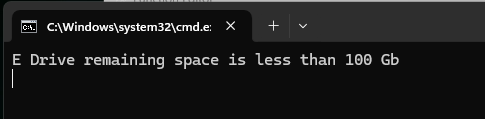 C:\Windows\system32\cmd.e:
E Drive remaining space is less than 100 Gb